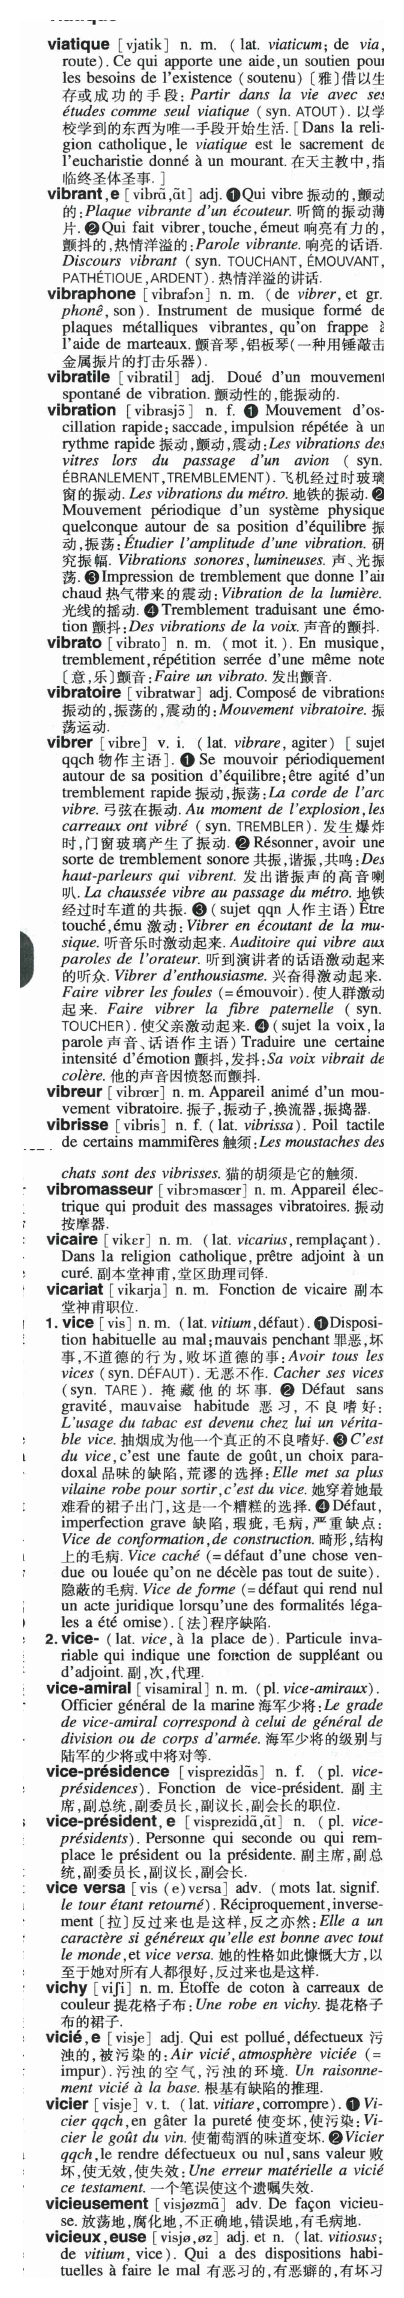 viatique [vjatik] n. m. (lat. viaticum; de via,
route). Ce qui apporte une aide, un soutien pour
les besoins de l'existence (soutenu) 〔雅〕借以生
存或成功的手段: Partir dans la vie avec ses
études comme seul viatique (syn. ATOUT). 以学
校学到的东西为唯一手段开始生活. [Dans la reli-
gion catholique, le viatique est le sacrement de
l'eucharistie donné à un mourant. 在天主教中,指
临终圣体圣事.]
vibrant, e [vibrɑ̃, ɑ̃t] adj. ❶Qui vibre 振动的,颤动
的: Plaque vibrante d'un écouteur. 听筒的振动薄
片. ❷Qui fait vibrer, touche, émeut 响亮有力的,
颤抖的,热情洋溢的: Parole vibrante. 响亮的话语.
Discours vibrant (syn. TOUCHANT, ÉMOUVANT,
PATHÉTIQUE, ARDENT). 热情洋溢的讲话.
vibraphone [vibrafɔn] n. m. (de vibrer, et gr.
phonê, son). Instrument de musique formé de
plaques métalliques vibrantes, qu'on frappe à
l'aide de marteaux. 颤音琴,铝板琴(一种用锤敲击
金属振片的打击乐器).
vibratile [vibratil] adj. Doué d'un mouvement
spontané de vibration. 颤动性的,能振动的.
vibration [vibrasjɔ̃] n. f. ❶ Mouvement d'os-
cillation rapide; saccade, impulsion répétée à un
rythme rapide 振动,颤动,震动: Les vibrations des
vitres lors du passage d'un avion (syn.
ÉBRANLEMENT, TREMBLEMENT). 飞机经过时玻璃
窗的振动. Les vibrations du métro. 地铁的振动. ❷
Mouvement périodique d'un système physique
quelconque autour de sa position d'équilibre 振
动,振荡: Étudier l'amplitude d'une vibration. 研
究振幅. Vibrations sonores, lumineuses. 声、光振
荡. ❸Impression de tremblement que donne l'air
chaud 热气带来的震动: Vibration de la lumière.
光线的摇动. ❹Tremblement traduisant une émo-
tion 颤抖: Des vibrations de la voix. 声音的颤抖.
vibrato [vibrato] n. m. (mot it.). En musique,
tremblement, répétition serrée d'une même note
〔意,乐〕颤音: Faire un vibrato. 发出颤音.
vibratoire [vibratwar] adj. Composé de vibrations
振动的,振荡的,震动的: Mouvement vibratoire. 振
荡运动.
vibrer [vibre] v. i. (lat. vibrare, agiter) [sujet
qqch 物作主语]. ❶ Se mouvoir périodiquement
autour de sa position d'équilibre; être agité d'un
tremblement rapide 振动,振荡: La corde de l'arc
vibre. 弓弦在振动. Au moment de l'explosion, les
carreaux ont vibré (syn. TREMBLER). 发生爆炸
时,门窗玻璃产生了振动. ❷ Résonner, avoir une
sorte de tremblement sonore 共振,谐振,共鸣: Des
haut-parleurs qui vibrent. 发出谐振声的高音喇
叭. La chaussée vibre au passage du métro. 地铁
经过时车道的共振. ❸ (sujet qqn 人作主语) Être
touché, ému 激动: Vibrer en écoutant de la mu-
sique. 听音乐时激动起来. Auditoire qui vibre aux
paroles de l'orateur. 听到演讲者的话语激动起来
的听众. Vibrer d'enthousiasme. 兴奋得激动起来.
Faire vibrer les foules (= émouvoir). 使人群激动
起来. Faire vibrer la fibre paternelle (syn.
TOUCHER). 使父亲激动起来. ❹ (sujet la voix, la
parole 声音、话语作主语) Traduire une certaine
intensité d'émotion 颤抖,发抖: Sa voix vibrait de
colère. 他的声音因愤怒而颤抖.
vibreur [vibrœr] n. m. Appareil animé d'un mou-
vement vibratoire. 振子,振动子,换流器,振捣器.
vibrisse [vibris] n. f. (lat. vibrissa). Poil tactile
de certains mammifères 触须: Les moustaches des
chats sont des vibrisses. 猫的胡须是它的触须.
vibromasseur [vibrɔmasœr] n. m. Appareil élec-
trique qui produit des massages vibratoires. 振动
按摩器.
vicaire [vikɛr] n. m. (lat. vicarius, remplaçant).
Dans la religion catholique, prêtre adjoint à un
curé. 副本堂神甫,堂区助理司铎.
vicariat [vikarja] n. m. Fonction de vicaire 副本
堂神甫职位.
1. vice [vis] n. m. (lat. vitium, défaut). ❶Disposi-
tion habituelle au mal; mauvais penchant 罪恶,坏
事,不道德的行为,败坏道德的事: Avoir tous les
vices (syn. DÉFAUT). 无恶不作. Cacher ses vices
(syn. TARE). 掩藏他的坏事. ❷ Défaut sans
gravité, mauvaise habitude 恶习,不良嗜好:
L'usage du tabac est devenu chez lui un vérita-
ble vice. 抽烟成为他一个真正的不良嗜好. ❸C'est
du vice, c'est une faute de goût, un choix para-
doxal 品味的缺陷,荒谬的选择: Elle met sa plus
vilaine robe pour sortir, c'est du vice. 她穿着她最
难看的裙子出门,这是一个糟糕的选择. ❹Défaut,
imperfection grave 缺陷,瑕疵,毛病,严重缺点:
Vice de conformation, de construction. 畸形,结构
上的毛病. Vice caché (= défaut d'une chose ven-
due ou louée qu'on ne décèle pas tout de suite).
隐蔽的毛病. Vice de forme (= défaut qui rend nul
un acte juridique lorsqu'une des formalités léga-
les a été omise). 〔法〕程序缺陷.
2. vice- (lat. vice, à la place de). Particule inva-
riable qui indique une fonction de suppléant ou
d'adjoint. 副,次,代理.
vice-amiral [visamiral] n. m. (pl. vice-amiraux).
Officier général de la marine 海军少将: Le grade
de vice-amiral correspond à celui de général de
division ou de corps d'armée. 海军少将的级别与
陆军的少将或中将对等.
vice-présidence [visprezidɑ̃s] n. f. (pl. vice-
présidences). Fonction de vice-président. 副主
席,副总统,副委员长,副议长,副会长的职位.
vice-président, e [visprezidɑ̃, ɑ̃t] n. (pl. vice-
présidents). Personne qui seconde ou qui rem-
place le président ou la présidente. 副主席,副总
统,副委员长,副议长,副会长.
vice versa [vis(e)vɛrsa] adv. (mots lat. signif.
le tour étant retourné). Réciproquement, inverse-
ment [拉]反过来也是这样,反之亦然: Elle a un
caractère si généreux qu'elle est bonne avec tout
le monde, et vice versa. 她的性格如此慷慨大方,以
至于她对所有人都很好,反过来也是这样.
vichy [viʃi] n. m. Étoffe de coton à carreaux de
couleur 提花格子布: Une robe en vichy. 提花格子
布的裙子.
vicié, e [visje] adj. Qui est pollué, défectueux 污
浊的,被污染的: Air vicié, atmosphère viciée (=
impur). 污浊的空气,污浊的环境. Un raisonne-
ment vicié à la base. 根基有缺陷的推理.
vicier [visje] v. t. (lat. vitiare, corrompre). ❶ Vi-
cier qqch, en gâter la pureté 使变坏,使污染: Vi-
cier le goût du vin. 使葡萄酒的味道变坏. ❷Vicier
qqch, le rendre défectueux ou nul, sans valeur 败
坏,使无效,使失效: Une erreur matérielle a vicié
ce testament. 一个笔误使这个遗嘱失效.
vicieusement [visjøzmɑ̃] adv. De façon vicieu-
se. 放荡地,腐化地,不正确地,错误地,有毛病地.
vicieux, euse [visjø, øz] adj. et n. (lat. vitiosus;
de vitium, vice). Qui a des dispositions habi-
tuelles à faire le mal 有恶习的,有恶癖的,有坏习